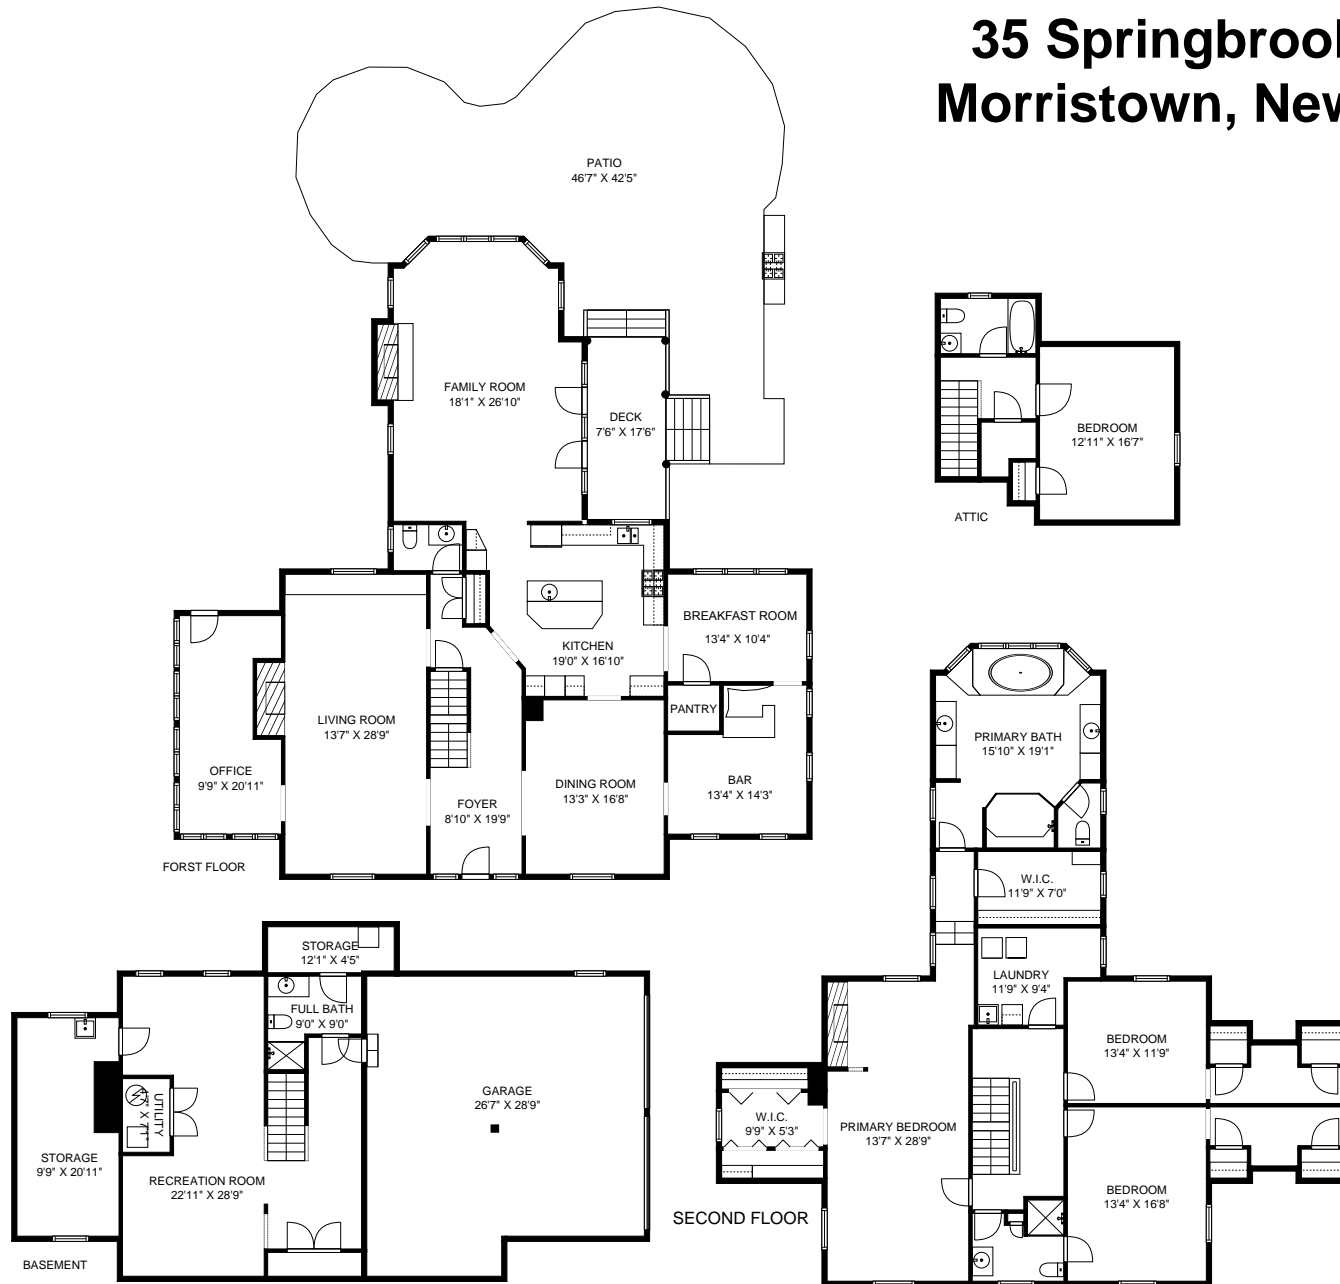 35 Springbrook
Morristown, New
PATIO
46'7" X 42'5"
FAMILY ROOM
18'1" X 26'10"
DECK
7'6" X 17'6"
BEDROOM
12'11" X 16'7"
ATTIC
BREAKFAST ROOM
13'4" X 10'4"
KITCHEN
19'0" X 16'10"
PANTRY
LIVING ROOM
13'7" X 28'9"
OFFICE
9'9" X 20'11"
DINING ROOM
13'3" X 16'8"
BAR
13'4" X 14'3"
FOYER
8'10" X 19'9"
FORST FLOOR
PRIMARY BATH
15'10" X 19'1"
W.I.C.
11'9" X 7'0"
LAUNDRY
11'9" X 9'4"
BEDROOM
13'4" X 11'9"
W.I.C.
9'9" X 5'3"
PRIMARY BEDROOM
13'7" X 28'9"
BEDROOM
13'4" X 16'8"
SECOND FLOOR
STORAGE
12'1" X 4'5"
FULL BATH
9'0" X 9'0"
GARAGE
26'7" X 28'9"
UTILITY
4'7" X 7'1"
STORAGE
9'9" X 20'11"
RECREATION ROOM
22'11" X 28'9"
BASEMENT